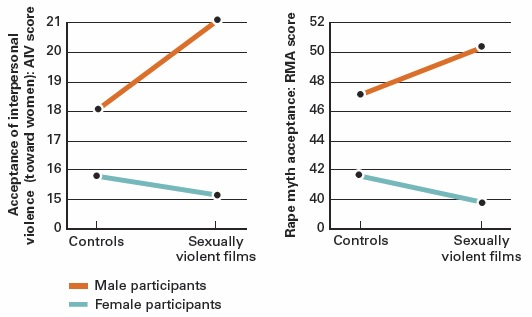 Acceptance of interpersonal
violence (toward women): AIV score
21
20
19
18
17
16
15
0
Controls
Sexually
violent films
Rape myth acceptance: RMA score
52
50
48
46
44
42
40
0
Controls
Sexually
violent films
Male participants
Female participants